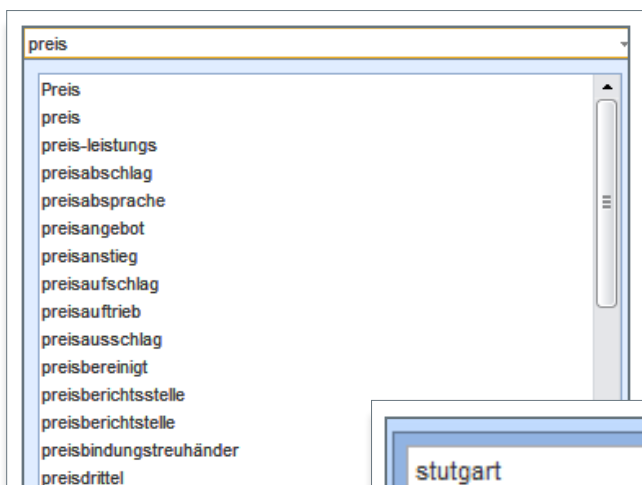 preis
Preis
preis
preis-leistungs
preisabschlag
preisabsprache
preisangebot
preisanstieg
preisaufschlag
preisauftrieb
preisausschlag
preisbereinigt
preisberichtsstelle
preisberichtstelle
preisbindungstreuhänder
preisdrittel
stutgart